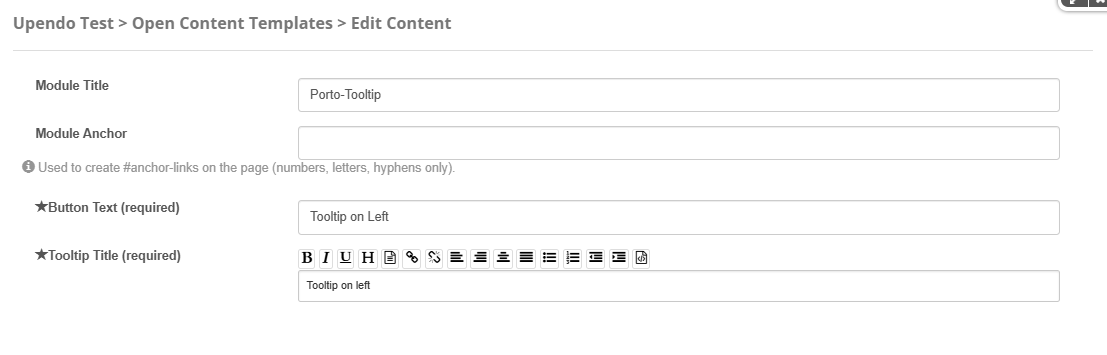 Upendo Test > Open Content Templates > Edit Content
Module Title
Porto-Tooltip
Module Anchor
Used to create #anchor-links on the page (numbers, letters, hyphens only).
★Button Text (required)
Tooltip on Left
★Tooltip Title (required)
B I U H
Tooltip on left